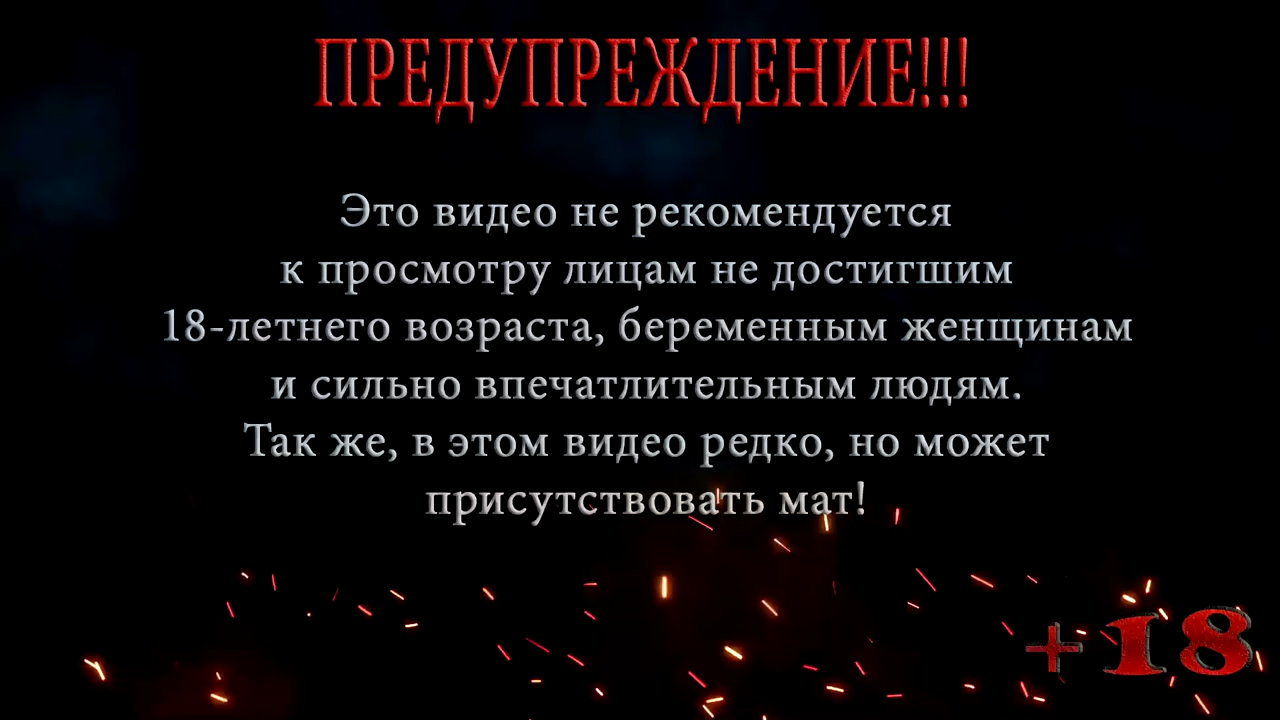 ПРЕДУПРЕЖДЕНИЕ!!!
Это видео не рекомендуется
к просмотру лицам не достигшим
18-летнего возраста, беременным женщинам
и сильно впечатлительным людям.
Так же, в этом видео редко, но может
присутствовать мат!
+18